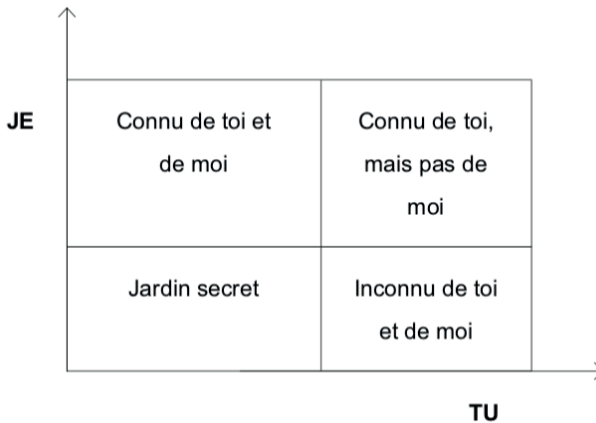 JE
Connu de toi et
de moi
Connu de toi,
mais pas de
moi
Jardin secret
Inconnu de toi
et de moi
TU